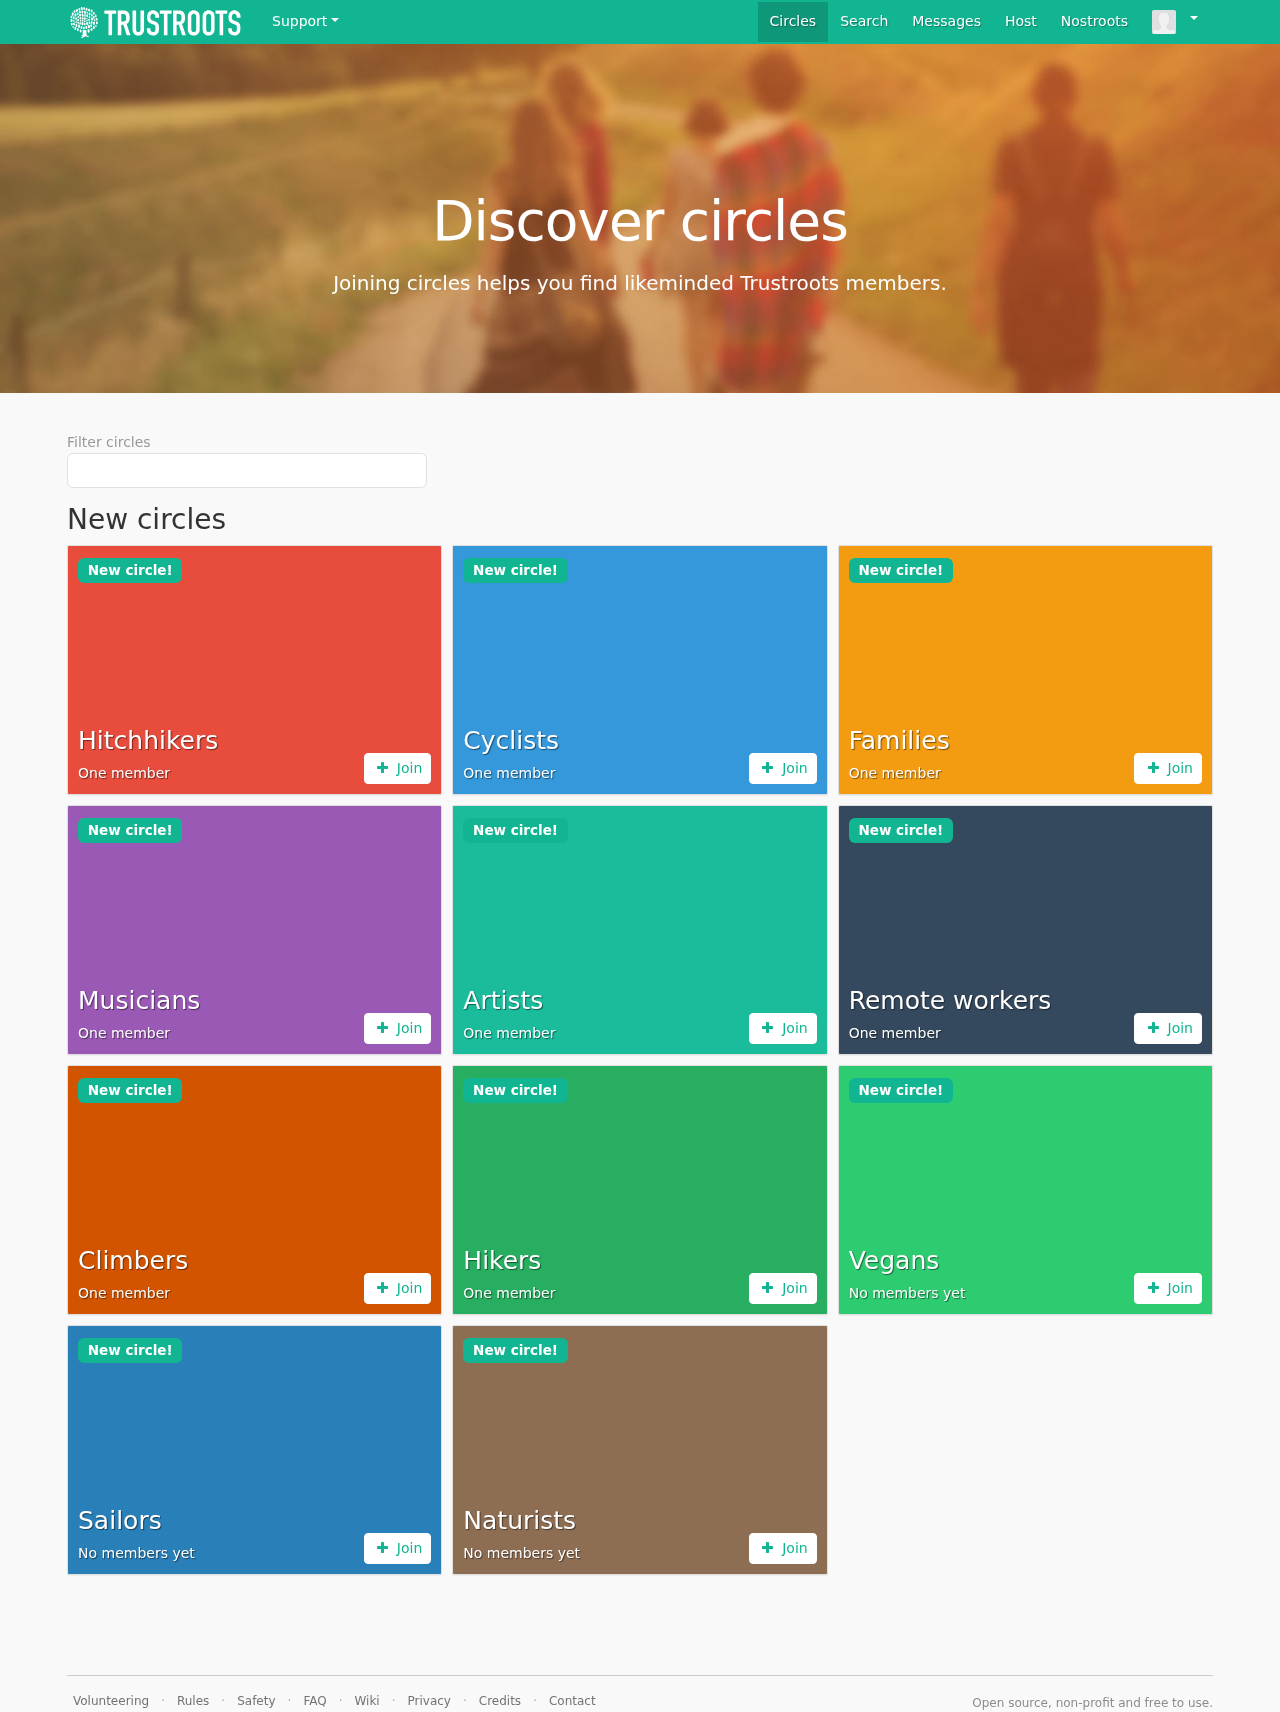 TRUSTROOTS Support Circles Search Messages Host Nostroots
Discover circles
Joining circles helps you find likeminded Trustroots members.
Filter circles
New circles
New circle!
Hitchhikers
One member
Join
New circle!
Cyclists
One member
Join
New circle!
Families
One member
Join
New circle!
Musicians
One member
Join
New circle!
Artists
One member
Join
New circle!
Remote workers
One member
Join
New circle!
Climbers
One member
Join
New circle!
Hikers
One member
Join
New circle!
Vegans
No members yet
Join
New circle!
Sailors
No members yet
Join
New circle!
Naturists
No members yet
Join
Volunteering · Rules · Safety · FAQ · Wiki · Privacy · Credits · Contact
Open source, non-profit and free to use.